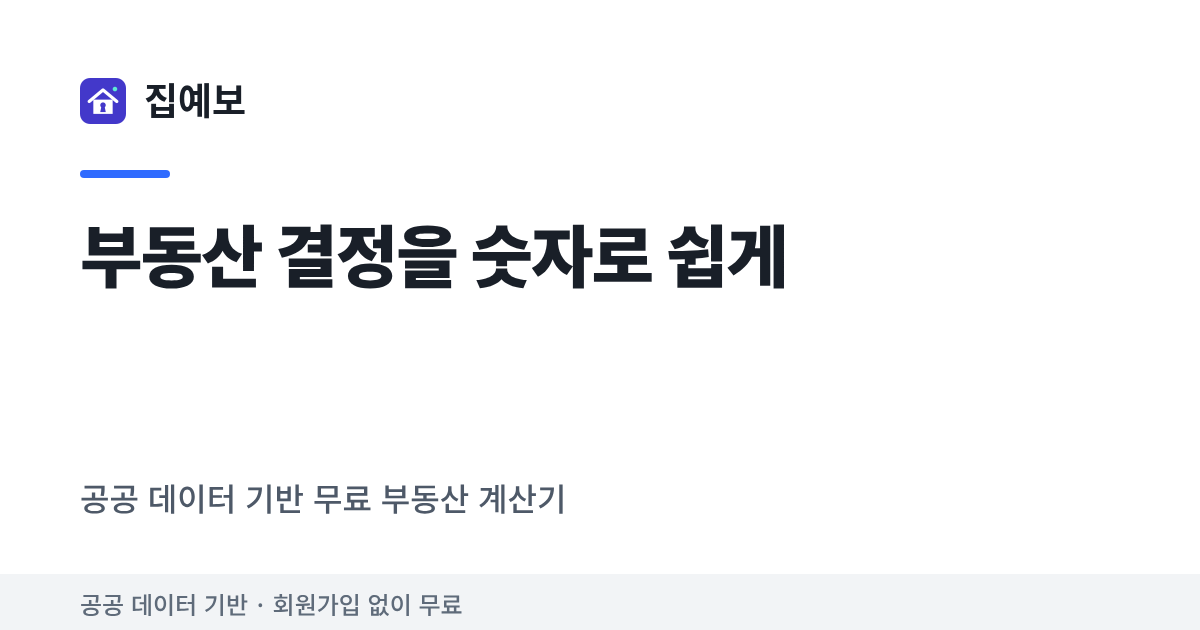 집예보
부동산 결정을 숫자로 쉽게
공공 데이터 기반 무료 부동산 계산기
공공 데이터 기반 · 회원가입 없이 무료